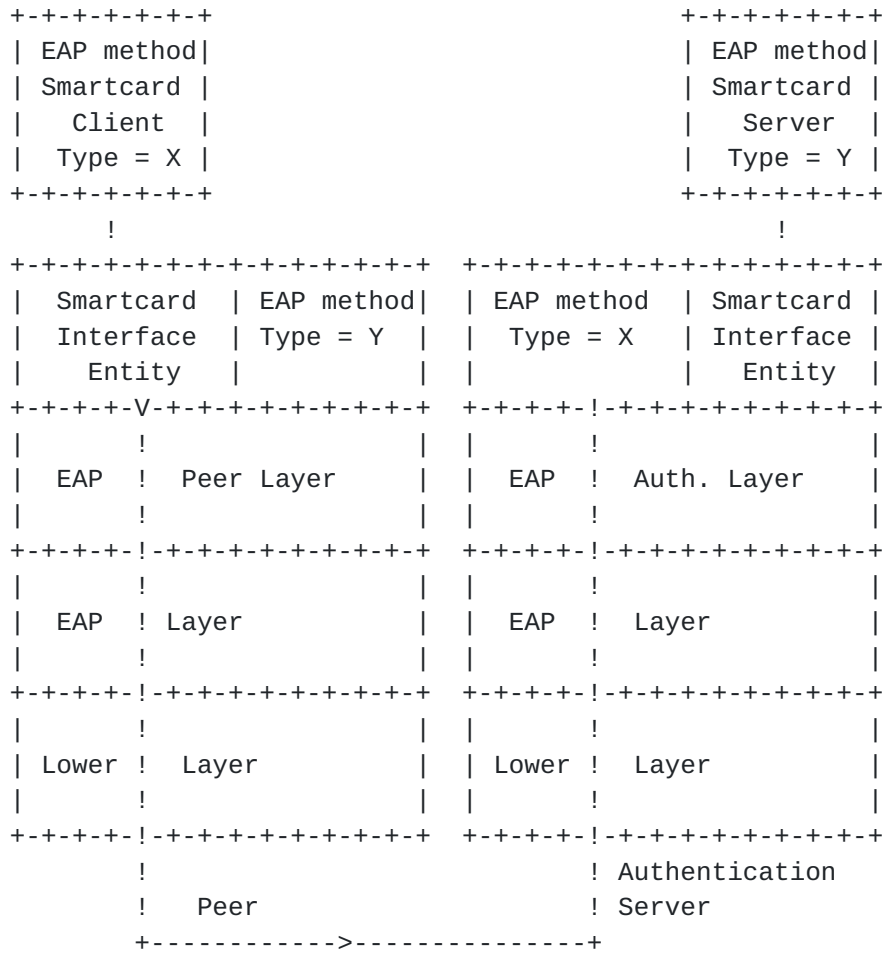 +-+-+-+-+-+-+                              +-+-+-+-+-+-+
| EAP method|                              | EAP method|
| Smartcard |                              | Smartcard |
|   Client  |                              |   Server  |
|  Type = X |                              |  Type = Y |
+-+-+-+-+-+-+                              +-+-+-+-+-+-+
      !                                          !
+-+-+-+-+-+-+-+-+-+-+-+-+-+  +-+-+-+-+-+-+-+-+-+-+-+-+-+
|  Smartcard  | EAP method|  | EAP method  | Smartcard |
|  Interface  | Type = Y  |  |  Type = X   | Interface |
|    Entity   |           |  |             |   Entity  |
+-+-+-+-V-+-+-+-+-+-+-+-+-+  +-+-+-+-!-+-+-+-+-+-+-+-+-+
|       !                 |  |       !                 |
|  EAP  !  Peer Layer     |  |  EAP  !  Auth. Layer    |
|       !                 |  |       !                 |
+-+-+-+-!-+-+-+-+-+-+-+-+-+  +-+-+-+-!-+-+-+-+-+-+-+-+-+
|       !                 |  |       !                 |
|  EAP  ! Layer           |  |  EAP  !  Layer          |
|       !                 |  |       !                 |
+-+-+-+-!-+-+-+-+-+-+-+-+-+  +-+-+-+-!-+-+-+-+-+-+-+-+-+
|       !                 |  |       !                 |
| Lower !  Layer          |  | Lower !  Layer          |
|       !                 |  |       !                 |
+-+-+-+-!-+-+-+-+-+-+-+-+-+  +-+-+-+-!-+-+-+-+-+-+-+-+-+
        !                            ! Authentication
        !   Peer                     ! Server
        +------------>---------------+